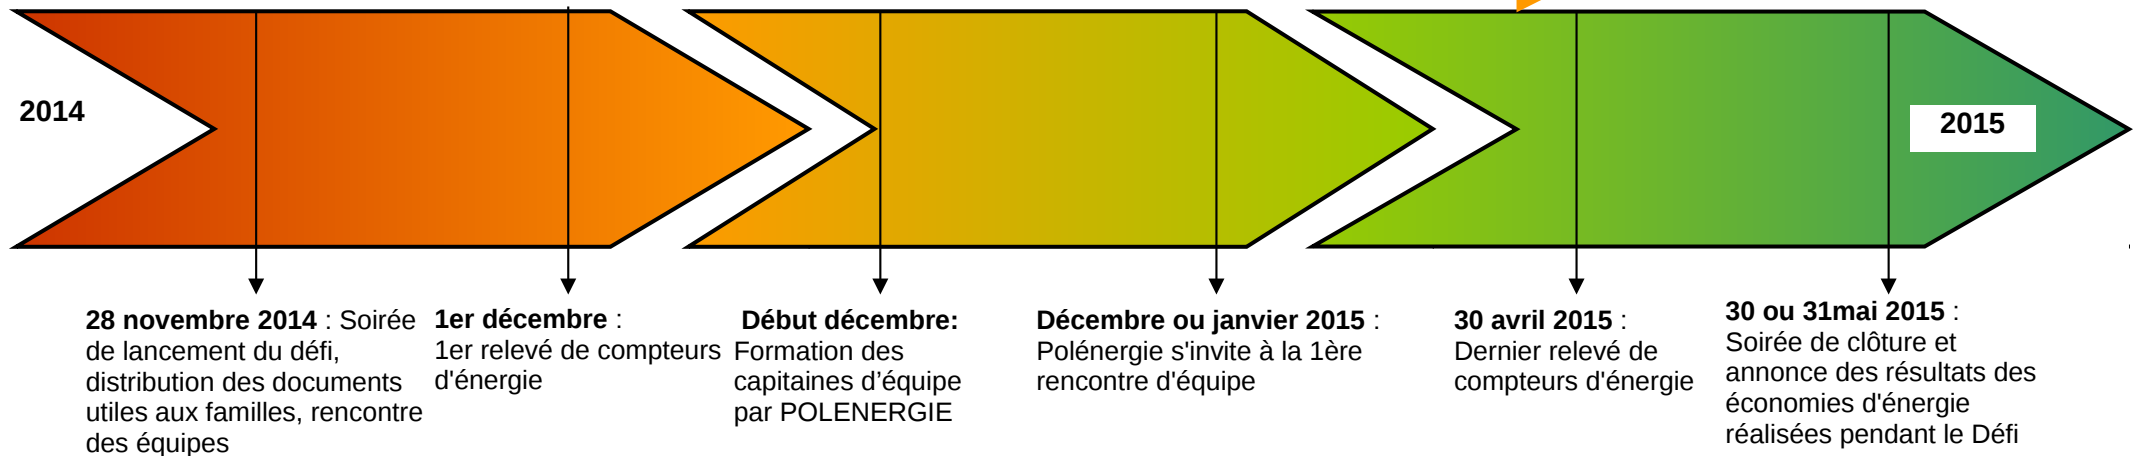 2014
2015
28 novembre 2014 : Soirée
de lancement du défi,
distribution des documents
utiles aux familles, rencontre
des équipes
1er décembre :
1er relevé de compteurs
d'énergie
Début décembre:
Formation des
capitaines d’équipe
par POLENERGIE
Décembre ou janvier 2015 :
Polénergie s'invite à la 1ère
rencontre d'équipe
30 avril 2015 :
Dernier relevé de
compteurs d'énergie
30 ou 31mai 2015 :
Soirée de clôture et
annonce des résultats des
économies d'énergie
réalisées pendant le Défi